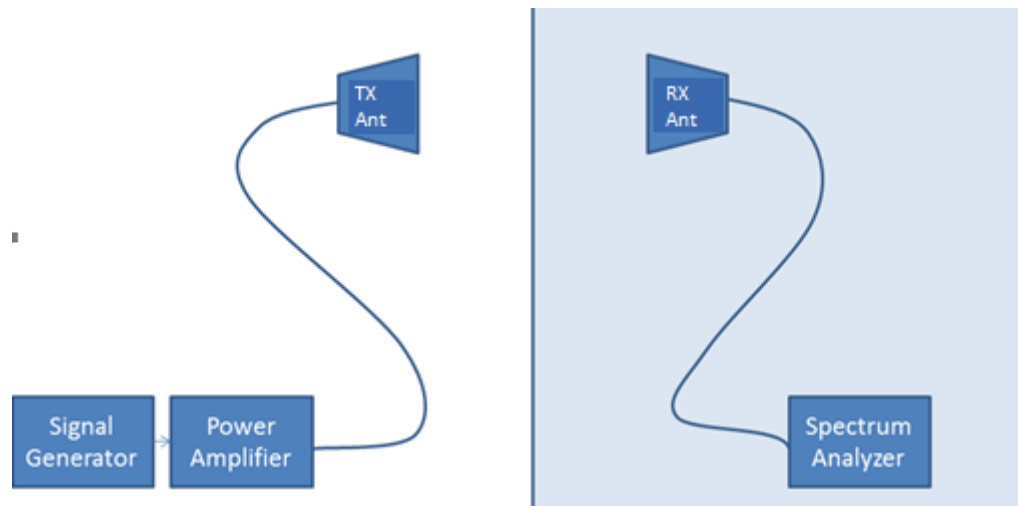 TX
Ant
RX
Ant
Signal
Generator
Power
Amplifier
Spectrum
Analyzer